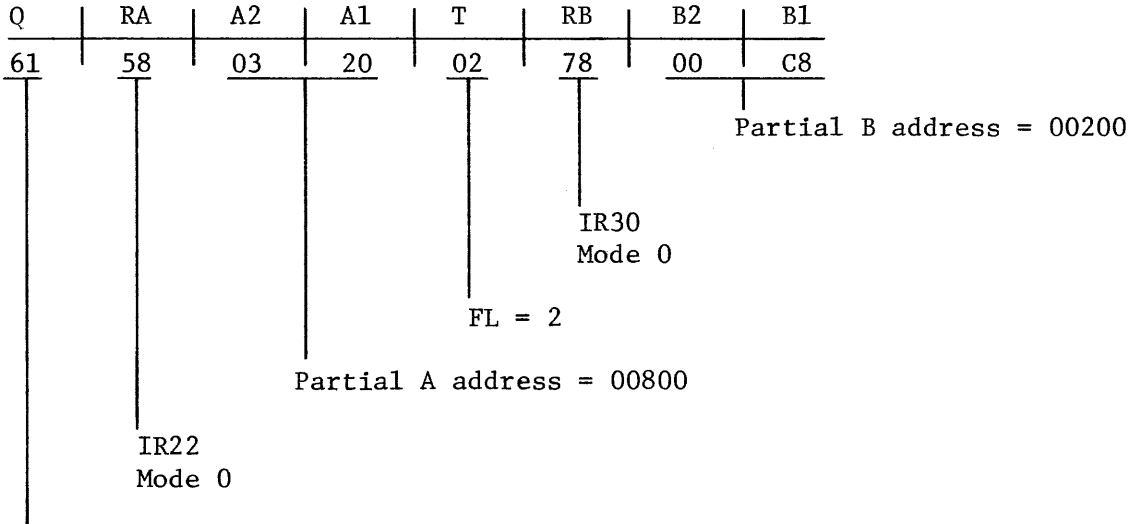 Q RA A2 A1 T RB B2 B1
61 58 03 20 02 78 00 C8
Partial B address = 00200
IR30
Mode 0
FL = 2
Partial A address = 00800
IR22
Mode 0